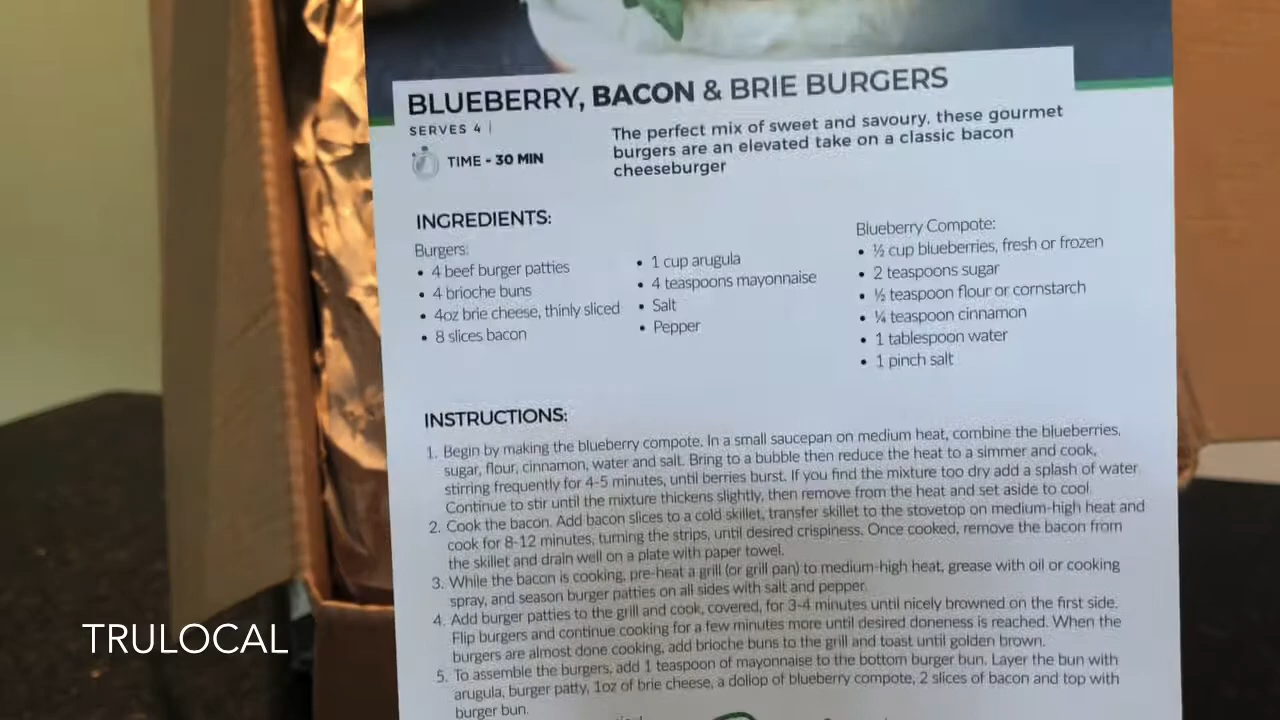 BLUEBERRY, BACON & BRIE BURGERS
SERVES 4 |
TIME - 30 MIN
The perfect mix of sweet and savoury, these gourmet
burgers are an elevated take on a classic bacon
cheeseburger
INGREDIENTS:
Burgers:
• 4 beef burger patties
• 4 brioche buns
• 4oz brie cheese, thinly sliced
• 8 slices bacon
• 1 cup arugula
• 4 teaspoons mayonnaise
• Salt
• Pepper
Blueberry Compote:
• ½ cup blueberries, fresh or frozen
• 2 teaspoons sugar
• ½ teaspoon flour or cornstarch
• ¼ teaspoon cinnamon
• 1 tablespoon water
• 1 pinch salt
INSTRUCTIONS:
1. Begin by making the blueberry compote. In a small saucepan on medium heat, combine the blueberries,
sugar, flour, cinnamon, water and salt. Bring to a bubble then reduce the heat to a simmer and cook,
stirring frequently for 4-5 minutes, until berries burst. If you find the mixture too dry add a splash of water
Continue to stir until the mixture thickens slightly, then remove from the heat and set aside to cool
2. Cook the bacon. Add bacon slices to a cold skillet, transfer skillet to the stovetop on medium-high heat and
cook for 8-12 minutes, turning the strips, until desired crispiness. Once cooked, remove the bacon from
the skillet and drain well on a plate with paper towel.
3. While the bacon is cooking, pre-heat a grill (or grill pan) to medium-high heat, grease with oil or cooking
spray, and season burger patties on all sides with salt and pepper.
4. Add burger patties to the grill and cook, covered, for 3-4 minutes until nicely browned on the first side.
Flip burgers and continue cooking for a few minutes more until desired doneness is reached. When the
burgers are almost done cooking, add brioche buns to the grill and toast until golden brown.
5. To assemble the burgers, add 1 teaspoon of mayonnaise to the bottom burger bun. Layer the bun with
arugula, burger patty, 1oz of brie cheese, a dollop of blueberry compote, 2 slices of bacon and top with
burger bun.
TRULOCAL